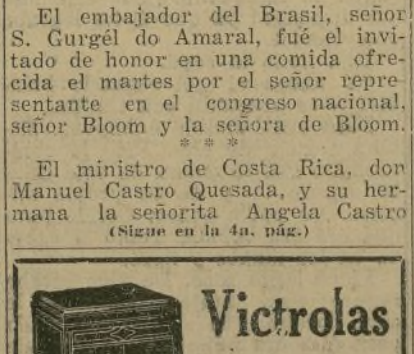 El embajador del Brasil, señor
S. Gurgél do Amaral, fué el invi-
tado de honor en una comida ofre-
cida el martes por el señor repre-
sentante en el congreso nacional,
señor Bloom y la señora de Bloom.
* * *
El ministro de Costa Rica, don
Manuel Castro Quesada, y su her-
mana la señorita Angela Castro
(Sigue en la 4a. pág.)
Victrolas